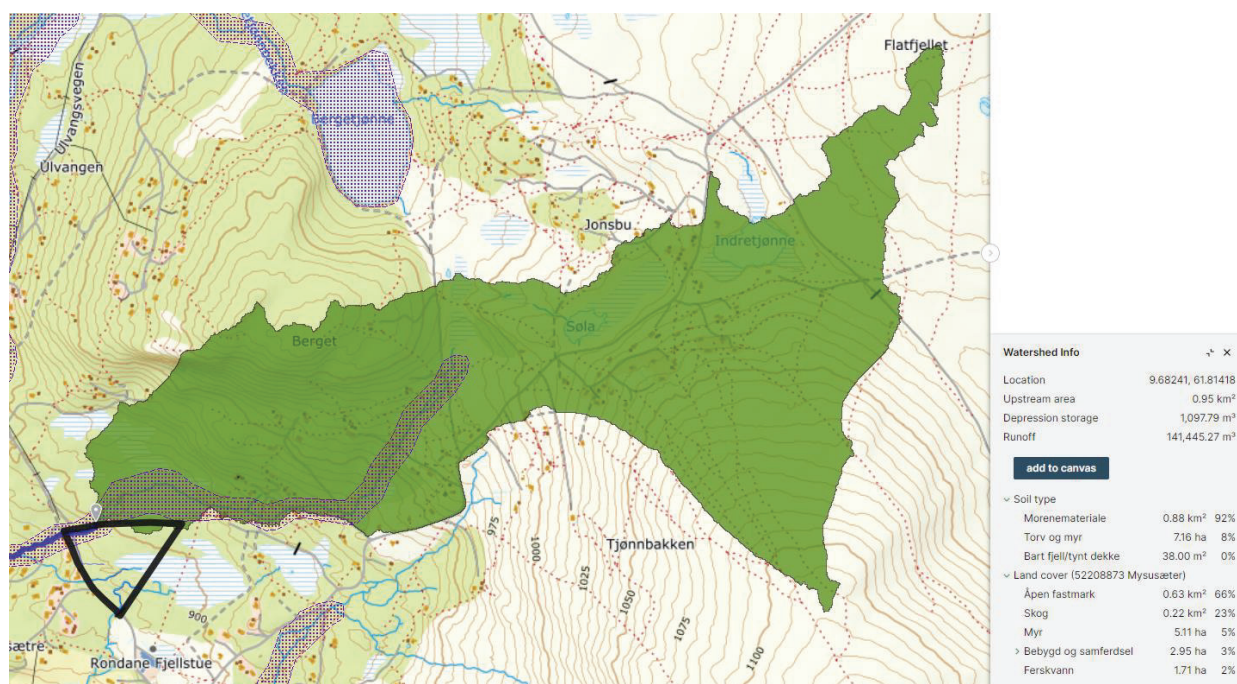 Flatfjellet
Bergetjønne
Ulvangsvegen
Ulvangen
Jonsbu
Indretjønne
Søla
Berget
975
1000
1025
1050
1075
1100
Tjønnbakken
900
sætre
Rondane Fjellstue
Watershed Info
Location 9.68241, 61.81418
Upstream area 0.95 km²
Depression storage 1,097.79 m³
Runoff 141,445.27 m³
add to canvas
Soil type
Morenemateriale 0.88 km² 92%
Torv og myr 7.16 ha 8%
Bart fjell/tynt dekke 38.00 m² 0%
Land cover (52208873 Mysusæter)
Åpen fastmark 0.63 km² 66%
Skog 0.22 km² 23%
Myr 5.11 ha 5%
Bebygd og samferdsel 2.95 ha 3%
Ferskvann 1.71 ha 2%